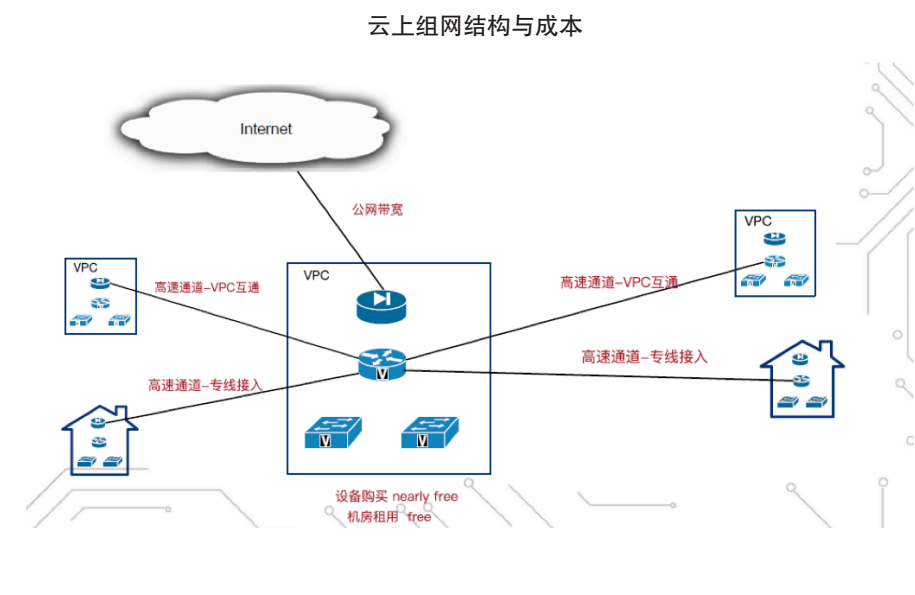 云上组网结构与成本
Internet
公网带宽
VPC
高速通道-VPC互通
VPC
VPC
高速通道-VPC互通
高速通道-专线接入
高速通道-专线接入
V
V
V
设备购买 nearly free
机房租用 free